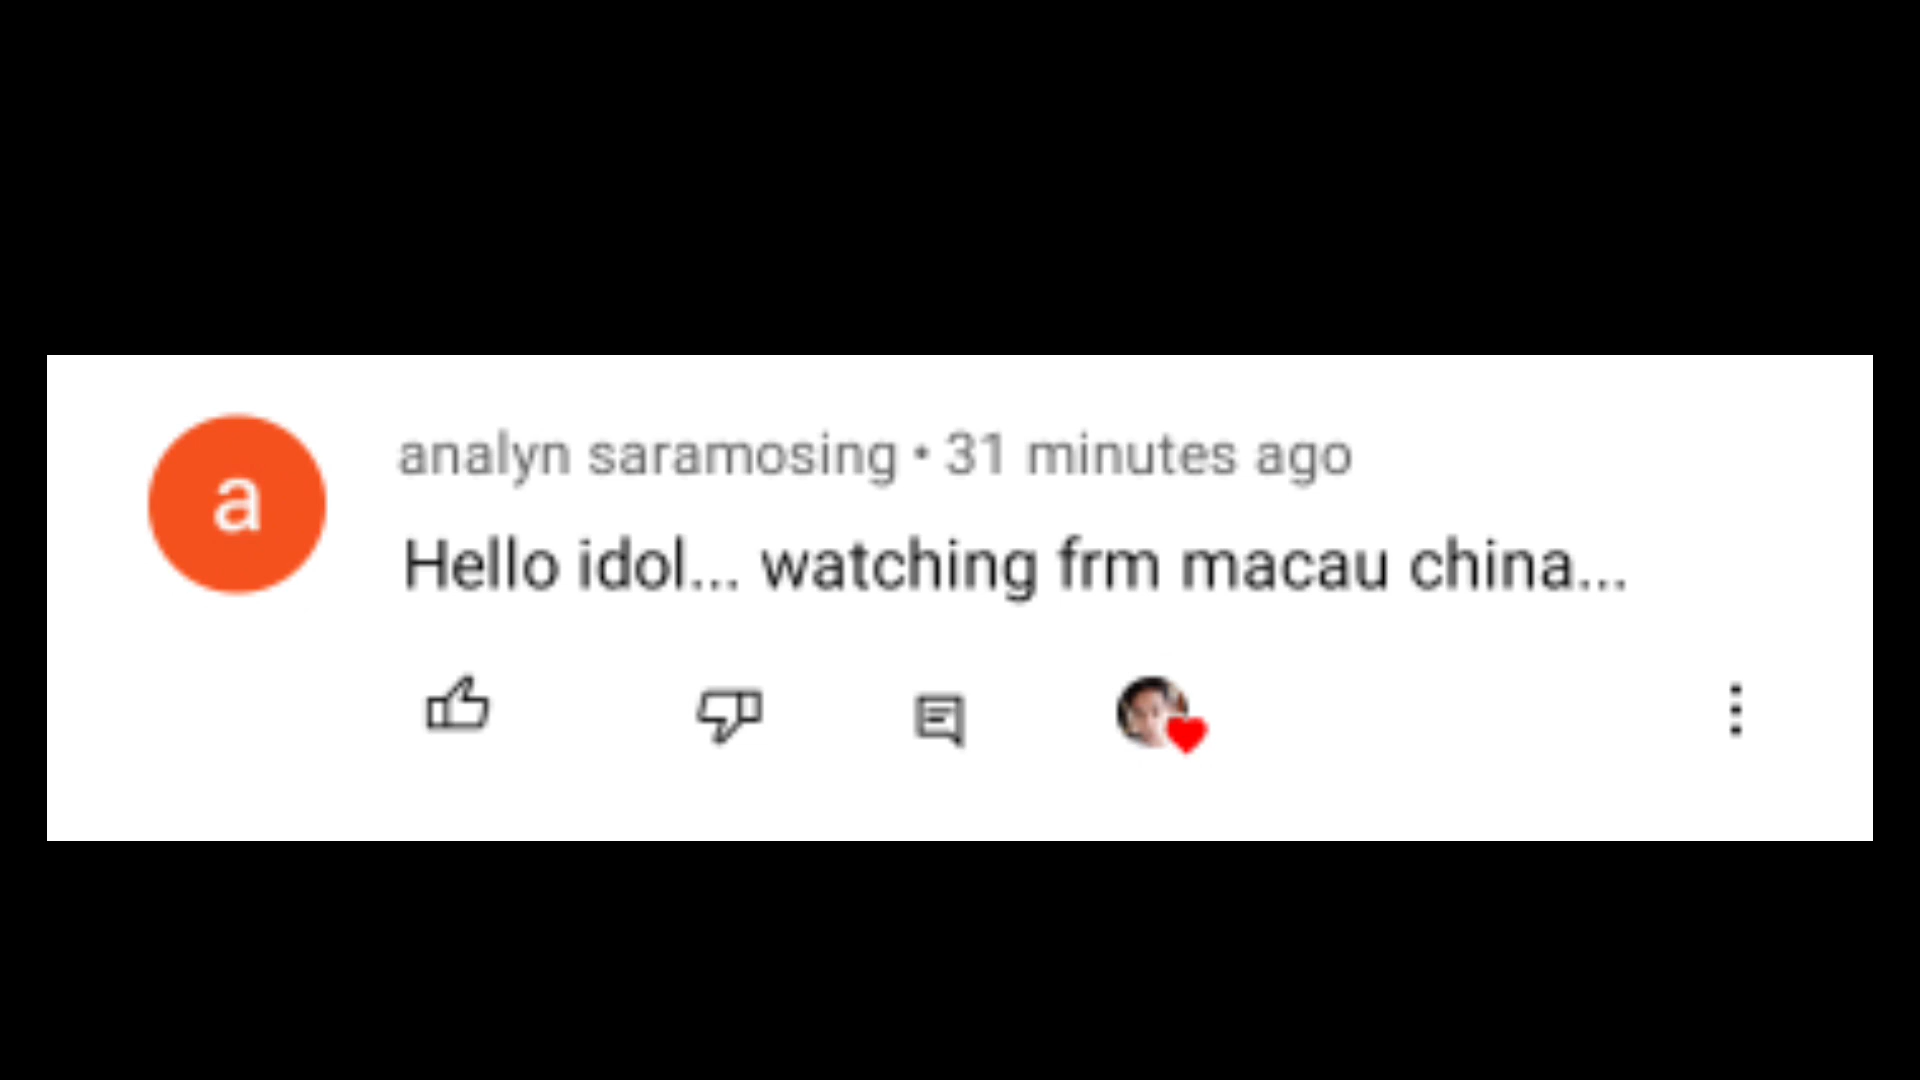 a
analyn saramosing • 31 minutes ago
Hello idol... watching frm macau china...